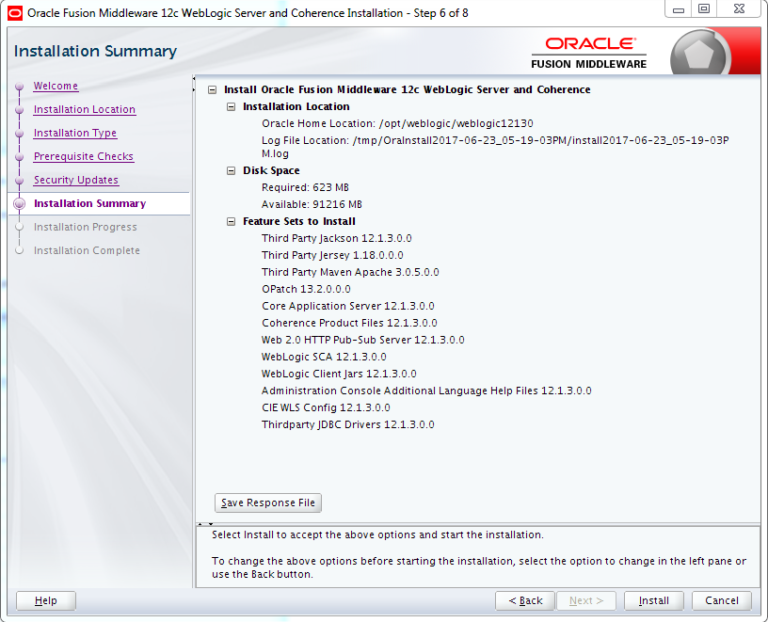 Oracle Fusion Middleware 12c WebLogic Server and Coherence Installation - Step 6 of 8
Installation Summary
ORACLE
FUSION MIDDLEWARE
Welcome
Installation Location
Installation Type
Prerequisite Checks
Security Updates
Installation Summary
Installation Progress
Installation Complete
Install Oracle Fusion Middleware 12c WebLogic Server and Coherence
Installation Location
Oracle Home Location: /opt/weblogic/weblogic12130
Log File Location: /tmp/OraInstall2017-06-23_05-19-03PM/install2017-06-23_05-19-03P
M.log
Disk Space
Required: 623 MB
Available: 91216 MB
Feature Sets to Install
Third Party Jackson 12.1.3.0.0
Third Party Jersey 1.18.0.0.0
Third Party Maven Apache 3.0.5.0.0
OPatch 13.2.0.0.0
Core Application Server 12.1.3.0.0
Coherence Product Files 12.1.3.0.0
Web 2.0 HTTP Pub-Sub Server 12.1.3.0.0
WebLogic SCA 12.1.3.0.0
WebLogic Client Jars 12.1.3.0.0
Administration Console Additional Language Help Files 12.1.3.0.0
CIE WLS Config 12.1.3.0.0
Thirdparty JDBC Drivers 12.1.3.0.0
Save Response File
Select Install to accept the above options and start the installation.
To change the above options before starting the installation, select the option to change in the left pane or
use the Back button.
Help
< Back
Next >
Install
Cancel